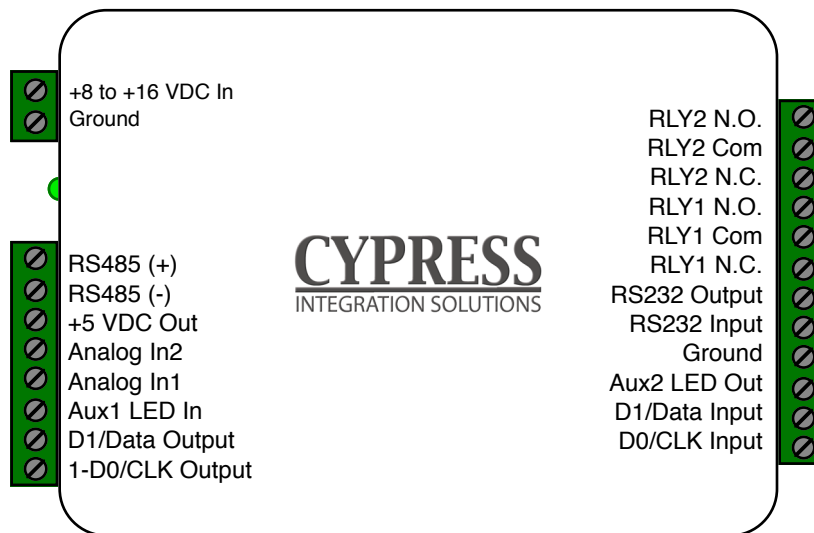 +8 to +16 VDC In
Ground
RS485 (+)
RS485 (-)
+5 VDC Out
Analog In2
Analog In1
Aux1 LED In
D1/Data Output
1-D0/CLK Output
CYPRESS
INTEGRATION SOLUTIONS
RLY2 N.O.
RLY2 Com
RLY2 N.C.
RLY1 N.O.
RLY1 Com
RLY1 N.C.
RS232 Output
RS232 Input
Ground
Aux2 LED Out
D1/Data Input
D0/CLK Input